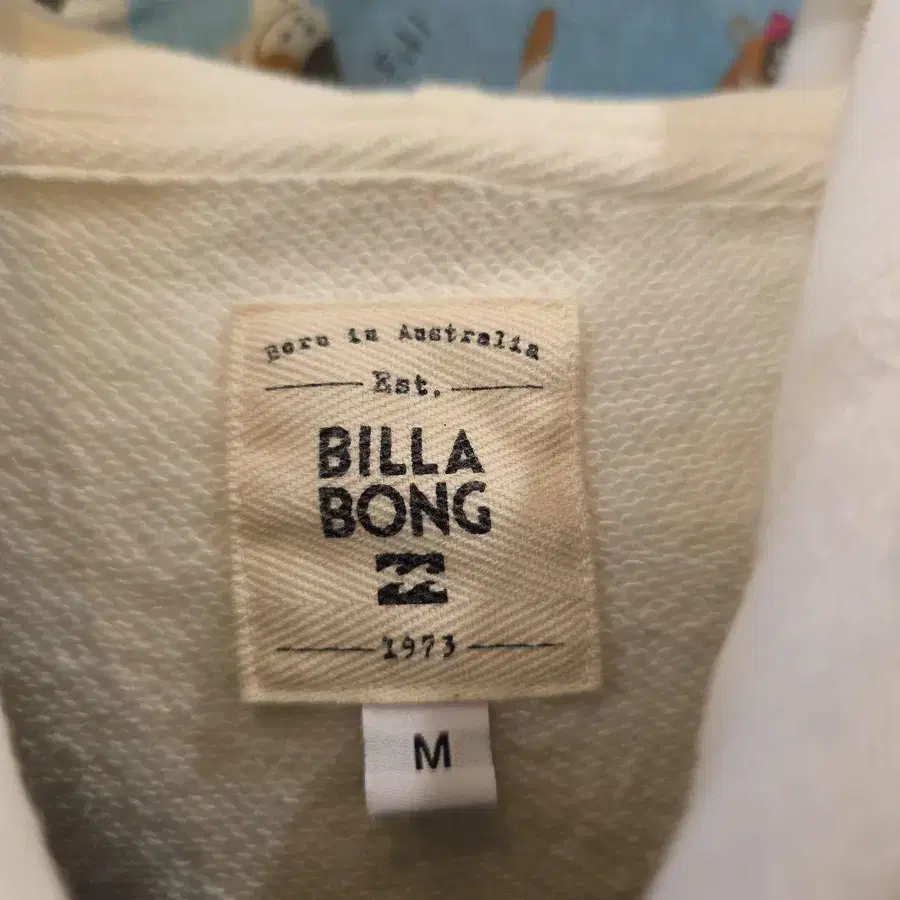 Born in Australia
Est.
BILLA
BONG
1973
M